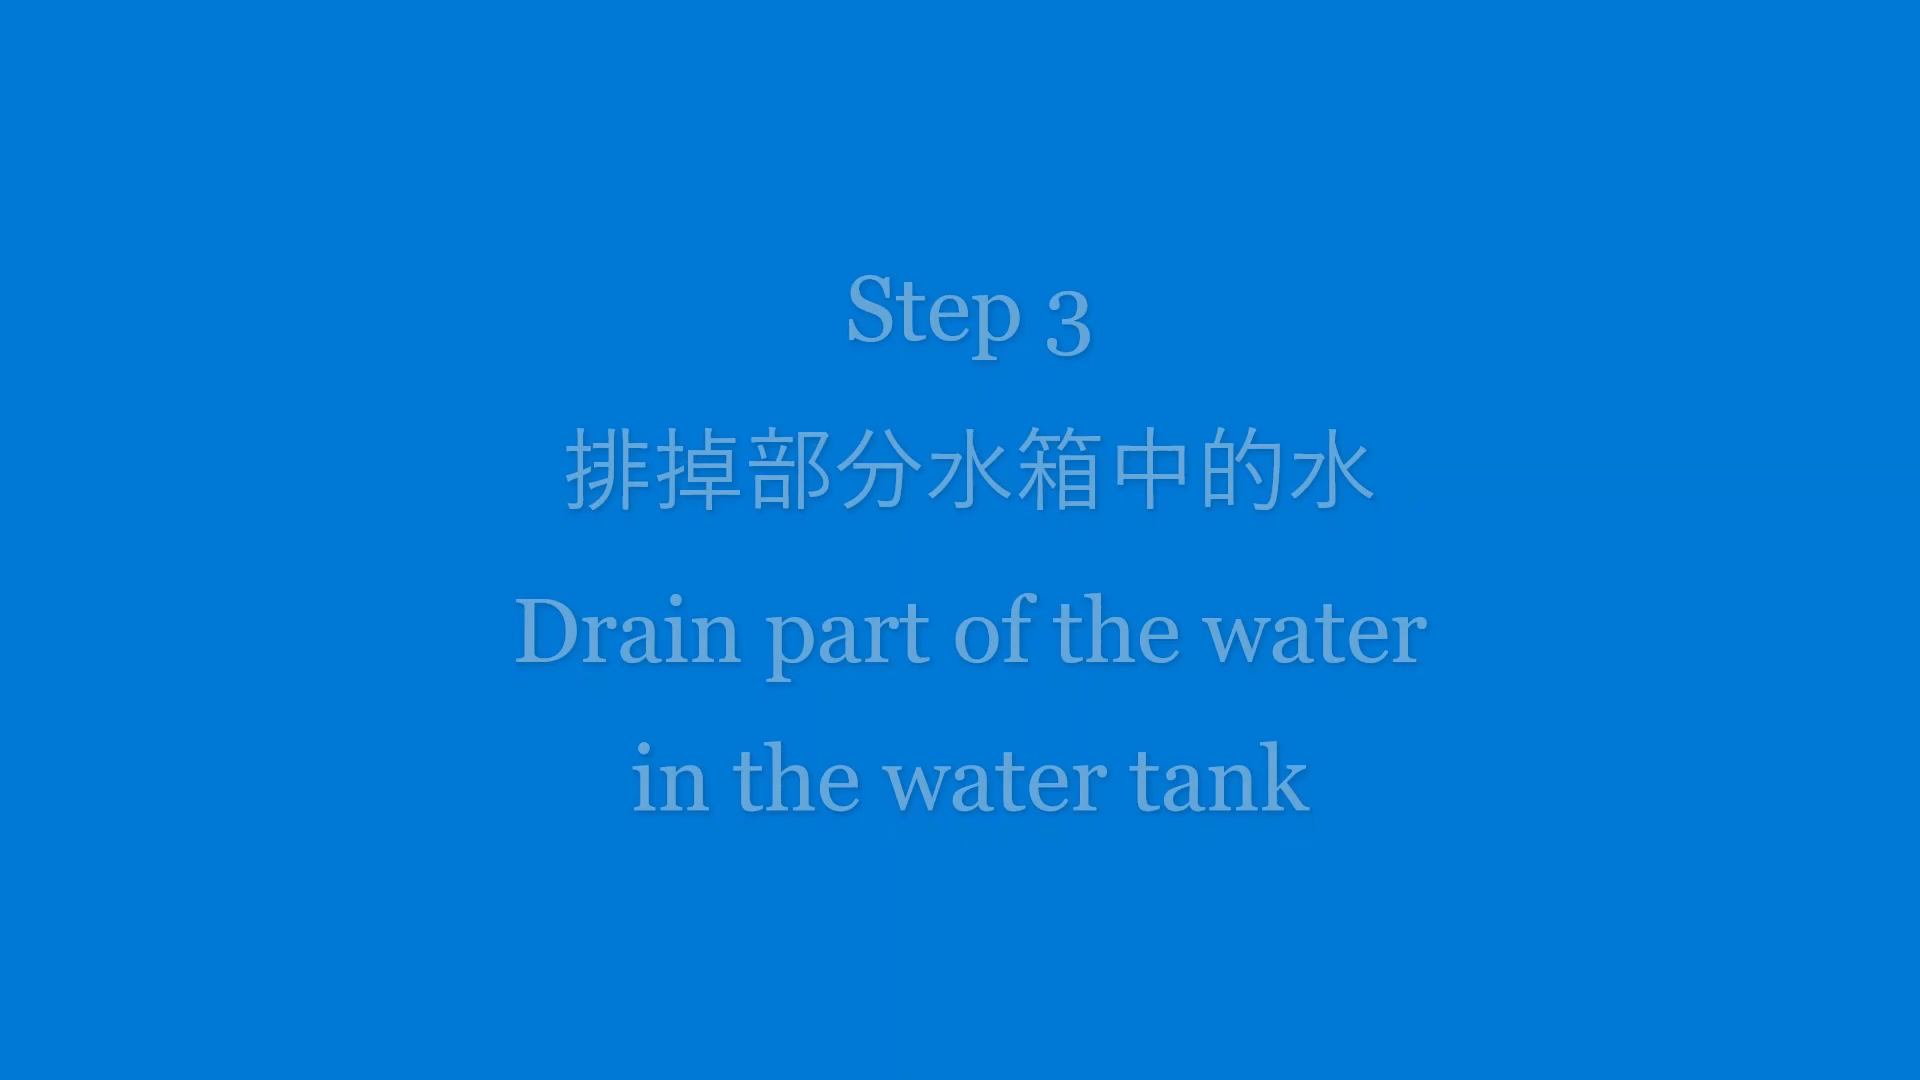 Step 3
排掉部分水箱中的水
Drain part of the water
in the water tank